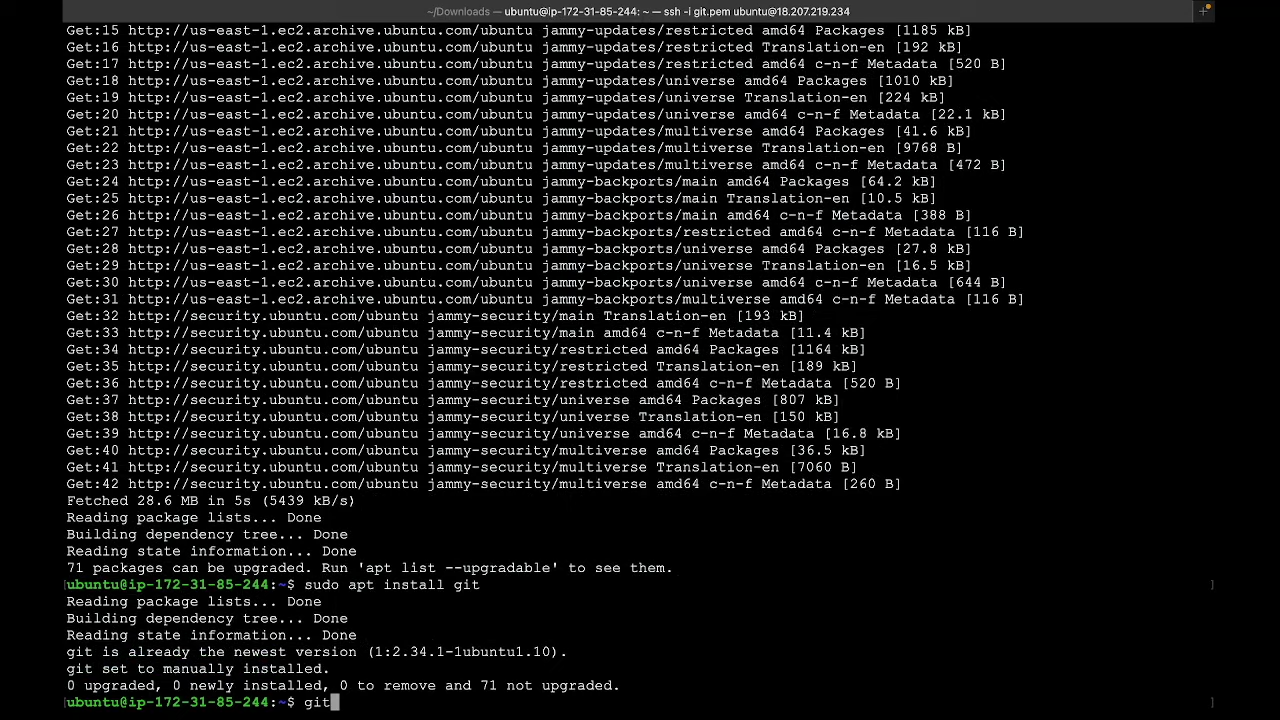 ~/Downloads — ubuntu@ip-172-31-85-244: ~ — ssh -i git.pem ubuntu@18.207.219.234
Get:15 http://us-east-1.ec2.archive.ubuntu.com/ubuntu jammy-updates/restricted amd64 Packages [1185 kB]
Get:16 http://us-east-1.ec2.archive.ubuntu.com/ubuntu jammy-updates/restricted Translation-en [192 kB]
Get:17 http://us-east-1.ec2.archive.ubuntu.com/ubuntu jammy-updates/restricted amd64 c-n-f Metadata [520 B]
Get:18 http://us-east-1.ec2.archive.ubuntu.com/ubuntu jammy-updates/universe amd64 Packages [1010 kB]
Get:19 http://us-east-1.ec2.archive.ubuntu.com/ubuntu jammy-updates/universe Translation-en [224 kB]
Get:20 http://us-east-1.ec2.archive.ubuntu.com/ubuntu jammy-updates/universe amd64 c-n-f Metadata [22.1 kB]
Get:21 http://us-east-1.ec2.archive.ubuntu.com/ubuntu jammy-updates/multiverse amd64 Packages [41.6 kB]
Get:22 http://us-east-1.ec2.archive.ubuntu.com/ubuntu jammy-updates/multiverse Translation-en [9768 B]
Get:23 http://us-east-1.ec2.archive.ubuntu.com/ubuntu jammy-updates/multiverse amd64 c-n-f Metadata [472 B]
Get:24 http://us-east-1.ec2.archive.ubuntu.com/ubuntu jammy-backports/main amd64 Packages [64.2 kB]
Get:25 http://us-east-1.ec2.archive.ubuntu.com/ubuntu jammy-backports/main Translation-en [10.5 kB]
Get:26 http://us-east-1.ec2.archive.ubuntu.com/ubuntu jammy-backports/main amd64 c-n-f Metadata [388 B]
Get:27 http://us-east-1.ec2.archive.ubuntu.com/ubuntu jammy-backports/restricted amd64 c-n-f Metadata [116 B]
Get:28 http://us-east-1.ec2.archive.ubuntu.com/ubuntu jammy-backports/universe amd64 Packages [27.8 kB]
Get:29 http://us-east-1.ec2.archive.ubuntu.com/ubuntu jammy-backports/universe Translation-en [16.5 kB]
Get:30 http://us-east-1.ec2.archive.ubuntu.com/ubuntu jammy-backports/universe amd64 c-n-f Metadata [644 B]
Get:31 http://us-east-1.ec2.archive.ubuntu.com/ubuntu jammy-backports/multiverse amd64 c-n-f Metadata [116 B]
Get:32 http://security.ubuntu.com/ubuntu jammy-security/main Translation-en [193 kB]
Get:33 http://security.ubuntu.com/ubuntu jammy-security/main amd64 c-n-f Metadata [11.4 kB]
Get:34 http://security.ubuntu.com/ubuntu jammy-security/restricted amd64 Packages [1164 kB]
Get:35 http://security.ubuntu.com/ubuntu jammy-security/restricted Translation-en [189 kB]
Get:36 http://security.ubuntu.com/ubuntu jammy-security/restricted amd64 c-n-f Metadata [520 B]
Get:37 http://security.ubuntu.com/ubuntu jammy-security/universe amd64 Packages [807 kB]
Get:38 http://security.ubuntu.com/ubuntu jammy-security/universe Translation-en [150 kB]
Get:39 http://security.ubuntu.com/ubuntu jammy-security/universe amd64 c-n-f Metadata [16.8 kB]
Get:40 http://security.ubuntu.com/ubuntu jammy-security/multiverse amd64 Packages [36.5 kB]
Get:41 http://security.ubuntu.com/ubuntu jammy-security/multiverse Translation-en [7060 B]
Get:42 http://security.ubuntu.com/ubuntu jammy-security/multiverse amd64 c-n-f Metadata [260 B]
Fetched 28.6 MB in 5s (5439 kB/s)
Reading package lists... Done
Building dependency tree... Done
Reading state information... Done
71 packages can be upgraded. Run 'apt list --upgradable' to see them.
[ubuntu@ip-172-31-85-244:~$ sudo apt install git ]
Reading package lists... Done
Building dependency tree... Done
Reading state information... Done
git is already the newest version (1:2.34.1-1ubuntu1.10).
git set to manually installed.
0 upgraded, 0 newly installed, 0 to remove and 71 not upgraded.
[ubuntu@ip-172-31-85-244:~$ git ]